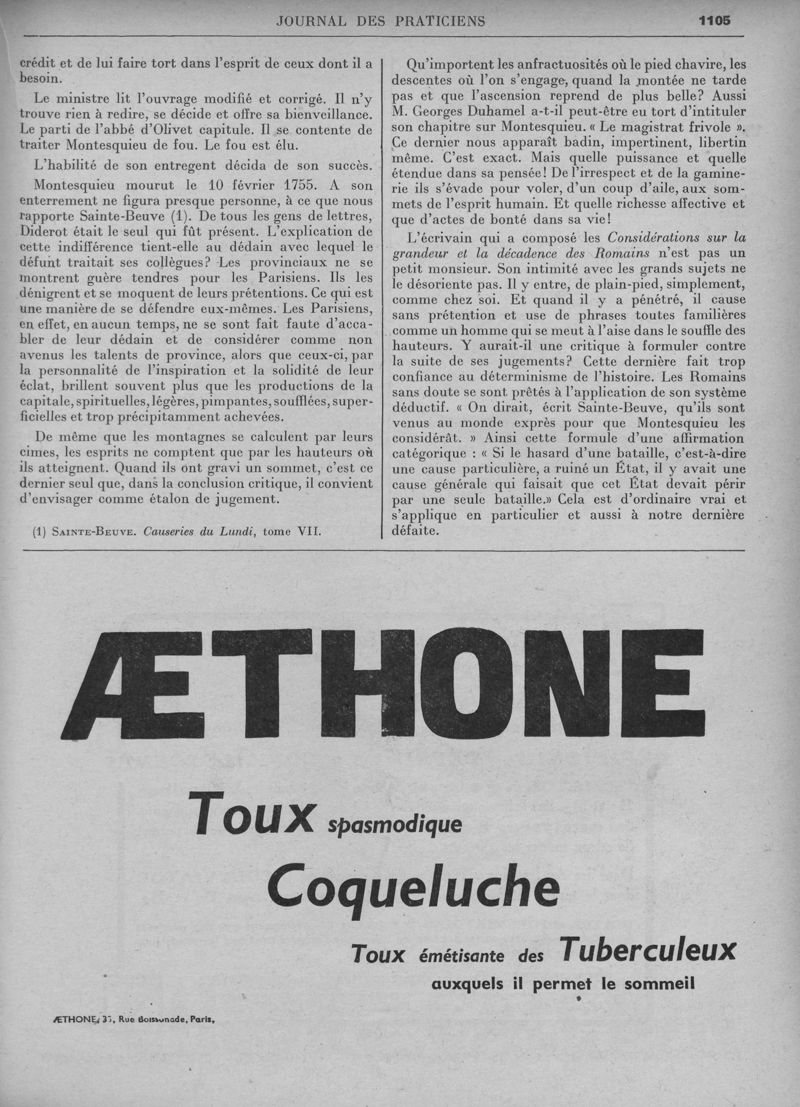 JOURNAL DES PRATICIENS
1105
crédit et de lui faire tort dans l'esprit de ceux dont il a
besoin.
Le ministre lit l'ouvrage modifié et corrigé. Il n'y
trouve rien à redire, se décide et offre sa bienveillance.
Le parti de l'abbé d'Olivet capitule. Il se contente de
traiter Montesquieu de fou. Le fou est élu.
L'habilité de son entregent décida de son succès.
Montesquieu mourut le 10 février 1755. A son
enterrement ne figura presque personne, à ce que nous
rapporte Sainte-Beuve (1). De tous les gens de lettres,
Diderot était le seul qui fût présent. L'explication de
cette indifférence tient-elle au dédain avec lequel le
défunt traitait ses collègues? Les provinciaux ne se
montrent guère tendres pour les Parisiens. Ils les
dénigrent et se moquent de leurs prétentions. Ce qui est
une manière de se défendre eux-mêmes. Les Parisiens,
en effet, en aucun temps, ne se sont fait faute d'acca-
bler de leur dédain et de considérer comme non
avenus les talents de province, alors que ceux-ci, par
la personnalité de l'inspiration et la solidité de leur
éclat, brillent souvent plus que les productions de la
capitale, spirituelles, légères, pimpantes, soufflées, super-
ficielles et trop précipitamment achevées.
De même que les montagnes se calculent par leurs
cimes, les esprits ne comptent que par les hauteurs où
ils atteignent. Quand ils ont gravi un sommet, c'est ce
dernier seul que, dans la conclusion critique, il convient
d'envisager comme étalon de jugement.
(1) SAINTE-BEUVE. Causeries du Lundi, tome VII.
Qu'importent les anfractuosités où le pied chavire, les
descentes où l'on s'engage, quand la montée ne tarde
pas et que l'ascension reprend de plus belle? Aussi
M. Georges Duhamel a-t-il peut-être eu tort d'intituler
son chapitre sur Montesquieu. « Le magistrat frivole ».
Ce dernier nous apparaît badin, impertinent, libertin
même. C'est exact. Mais quelle puissance et quelle
étendue dans sa pensée! De l'irrespect et de la gamine-
rie ils s'évade pour voler, d'un coup d'aile, aux som-
mets de l'esprit humain. Et quelle richesse affective et
que d'actes de bonté dans sa vie!
L'écrivain qui a composé les Considérations sur la
grandeur et la décadence des Romains n'est pas un
petit monsieur. Son intimité avec les grands sujets ne
le désoriente pas. Il y entre, de plain-pied, simplement,
comme chez soi. Et quand il y a pénétré, il cause
sans prétention et use de phrases toutes familières
comme un homme qui se meut à l'aise dans le souffle des
hauteurs. Y aurait-il une critique à formuler contre
la suite de ses jugements? Cette dernière fait trop
confiance au déterminisme de l'histoire. Les Romains
sans doute se sont prêtés à l'application de son système
déductif. « On dirait, écrit Sainte-Beuve, qu'ils sont
venus au monde exprès pour que Montesquieu les
considérât. » Ainsi cette formule d'une affirmation
catégorique : « Si le hasard d'une bataille, c'est-à-dire
une cause particulière, a ruiné un État, il y avait une
cause générale qui faisait que cet État devait périr
par une seule bataille.» Cela est d'ordinaire vrai et
s'applique en particulier et aussi à notre dernière
défaite.
ÆTHONE
Toux spasmodique
Coqueluche
Toux émétisante des Tuberculeux
auxquels il permet le sommeil
ÆTHONE, Rue Boissonade, Paris,